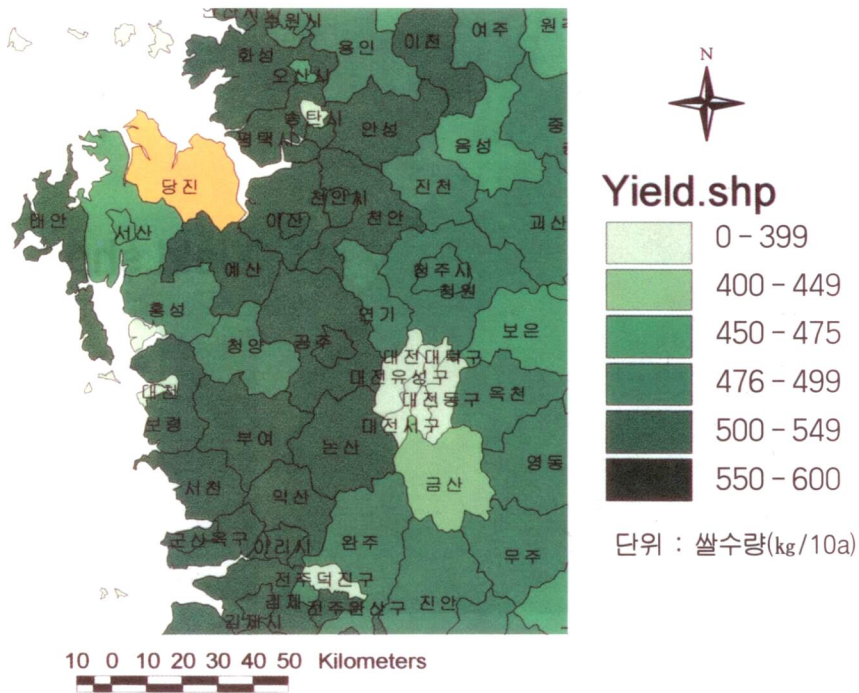 수원시
화성
용인
이천
여주
원주
오산시
송탄시
평택시
안성
음성
당진
천안시
진천
태안
서산
아산
천안
괴산
예산
청주시
청원
홍성
연기
청양
공주
보은
대전대덕구
대전유성구
대천
대전동구
옥천
보령
대전서구
부여
논산
영동
서천
금산
익산
군산옥구
이리시
완주
무주
전주덕진구
김제
전주완산구
진안
김제시
N
Yield.shp
0 - 399
400 - 449
450 - 475
476 - 499
500 - 549
550 - 600
단위 : 쌀수량(kg/10a)
10 0 10 20 30 40 50 Kilometers